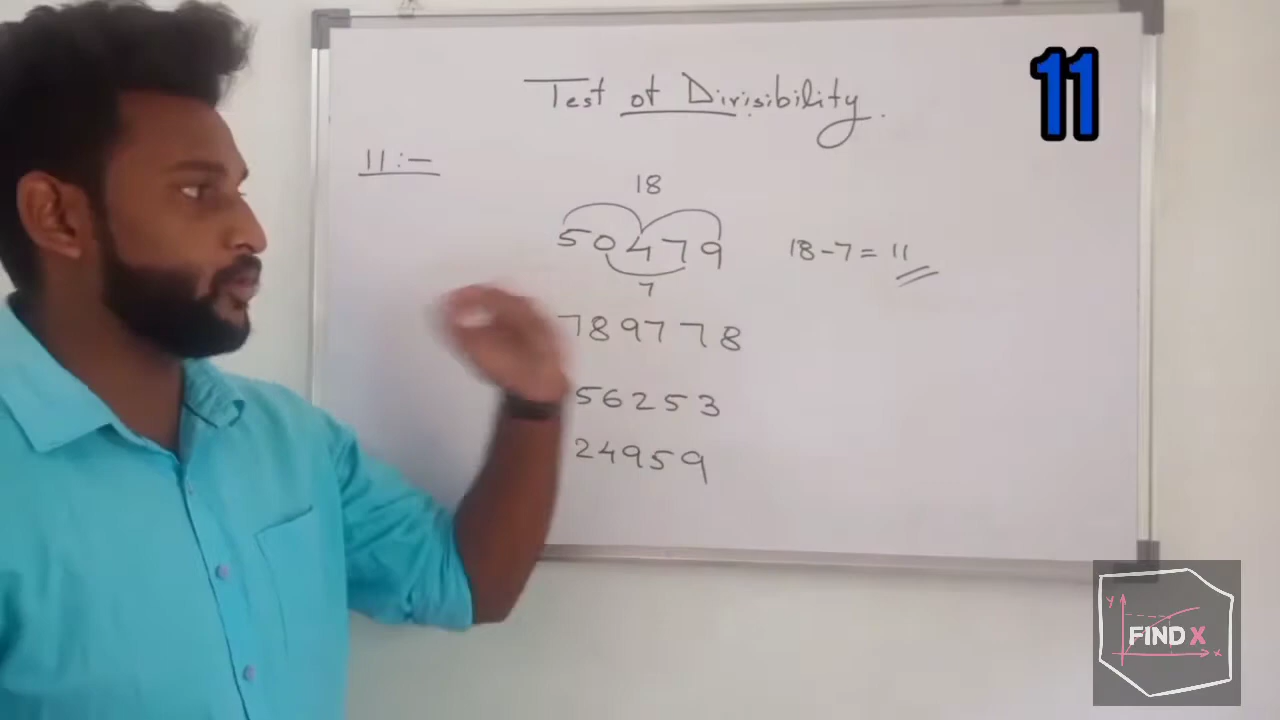 11
Test of Divisibility.
11 :-
18
50479
18-7 = 11
7
789778
56253
24959
Y
FIND X
X